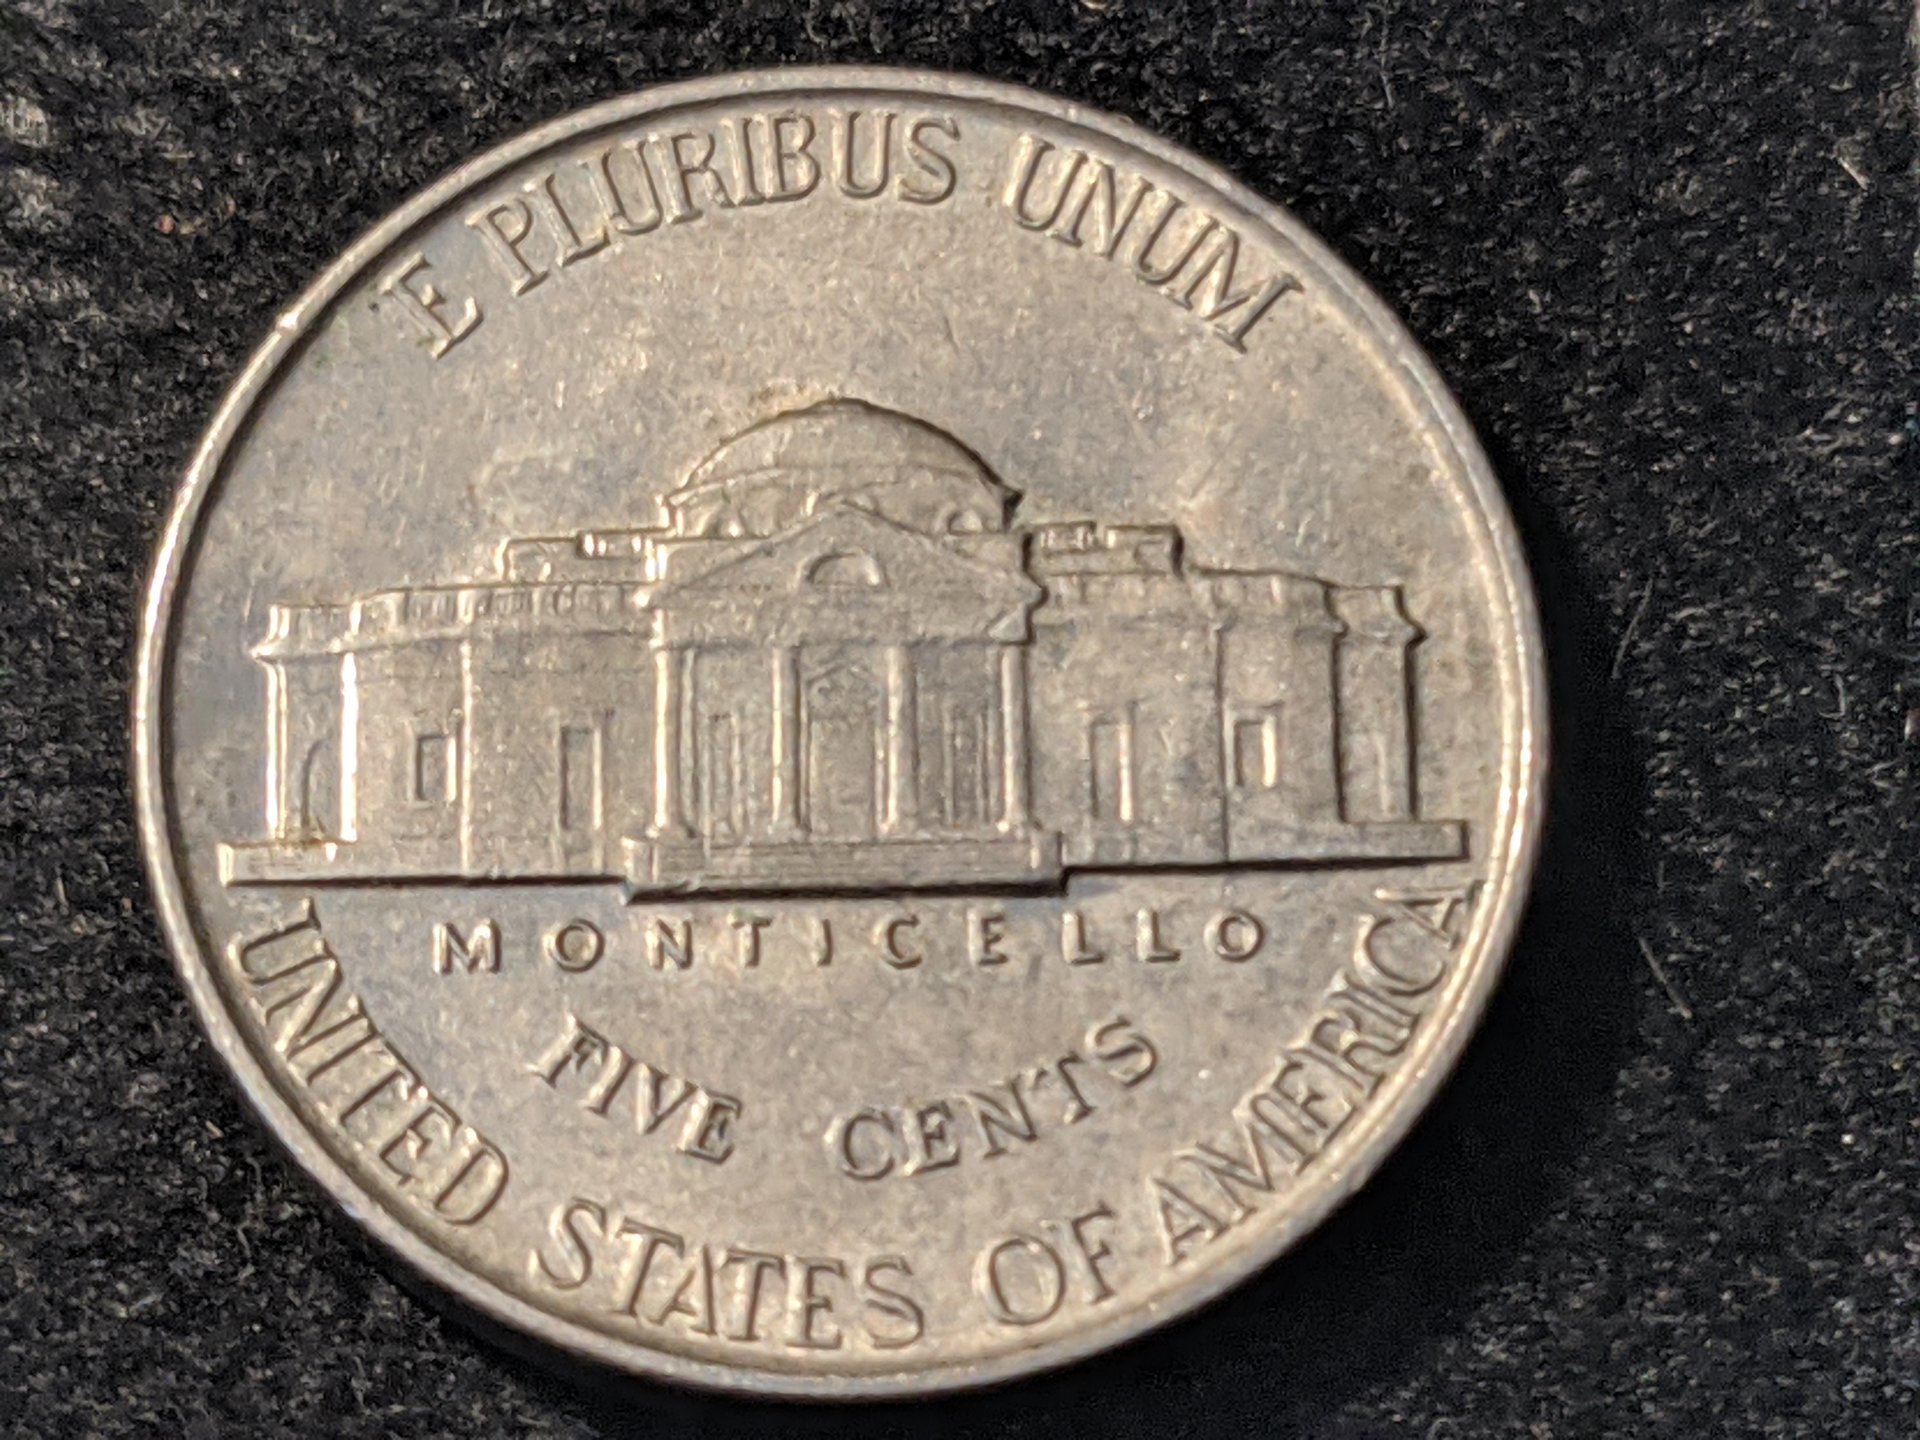 E PLURIBUS UNUM
MONTICELLO
FIVE CENTS
UNITED STATES OF AMERICA